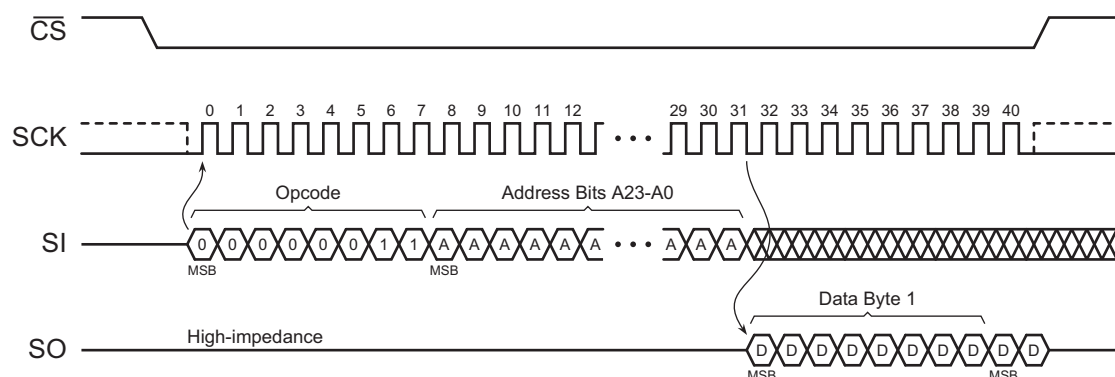 CS
0 1 2 3 4 5 6 7 8 9 10 11 12 29 30 31 32 33 34 35 36 37 38 39 40
SCK
Opcode Address Bits A23-A0
SI 0 0 0 0 0 0 1 1 A A A A A A A A A
MSB MSB
Data Byte 1
High-impedance
SO D D D D D D D D D D
MSB MSB